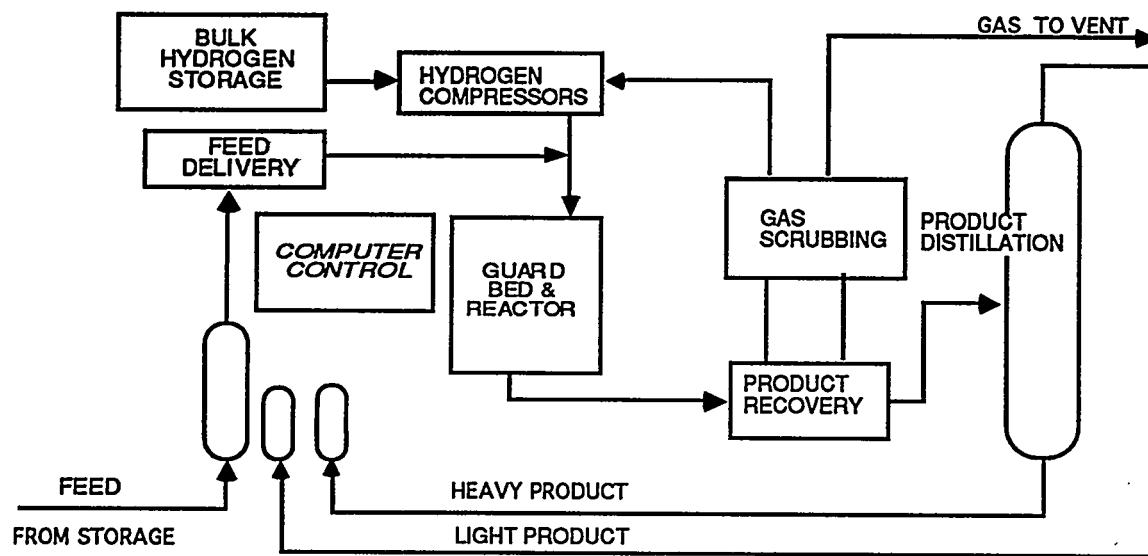 GAS TO VENT
BULK
HYDROGEN
STORAGE
HYDROGEN
COMPRESSORS
FEED
DELIVERY
COMPUTER
CONTROL
GUARD
BED &
REACTOR
GAS
SCRUBBING
PRODUCT
DISTILLATION
PRODUCT
RECOVERY
FEED
FROM STORAGE
HEAVY PRODUCT
LIGHT PRODUCT